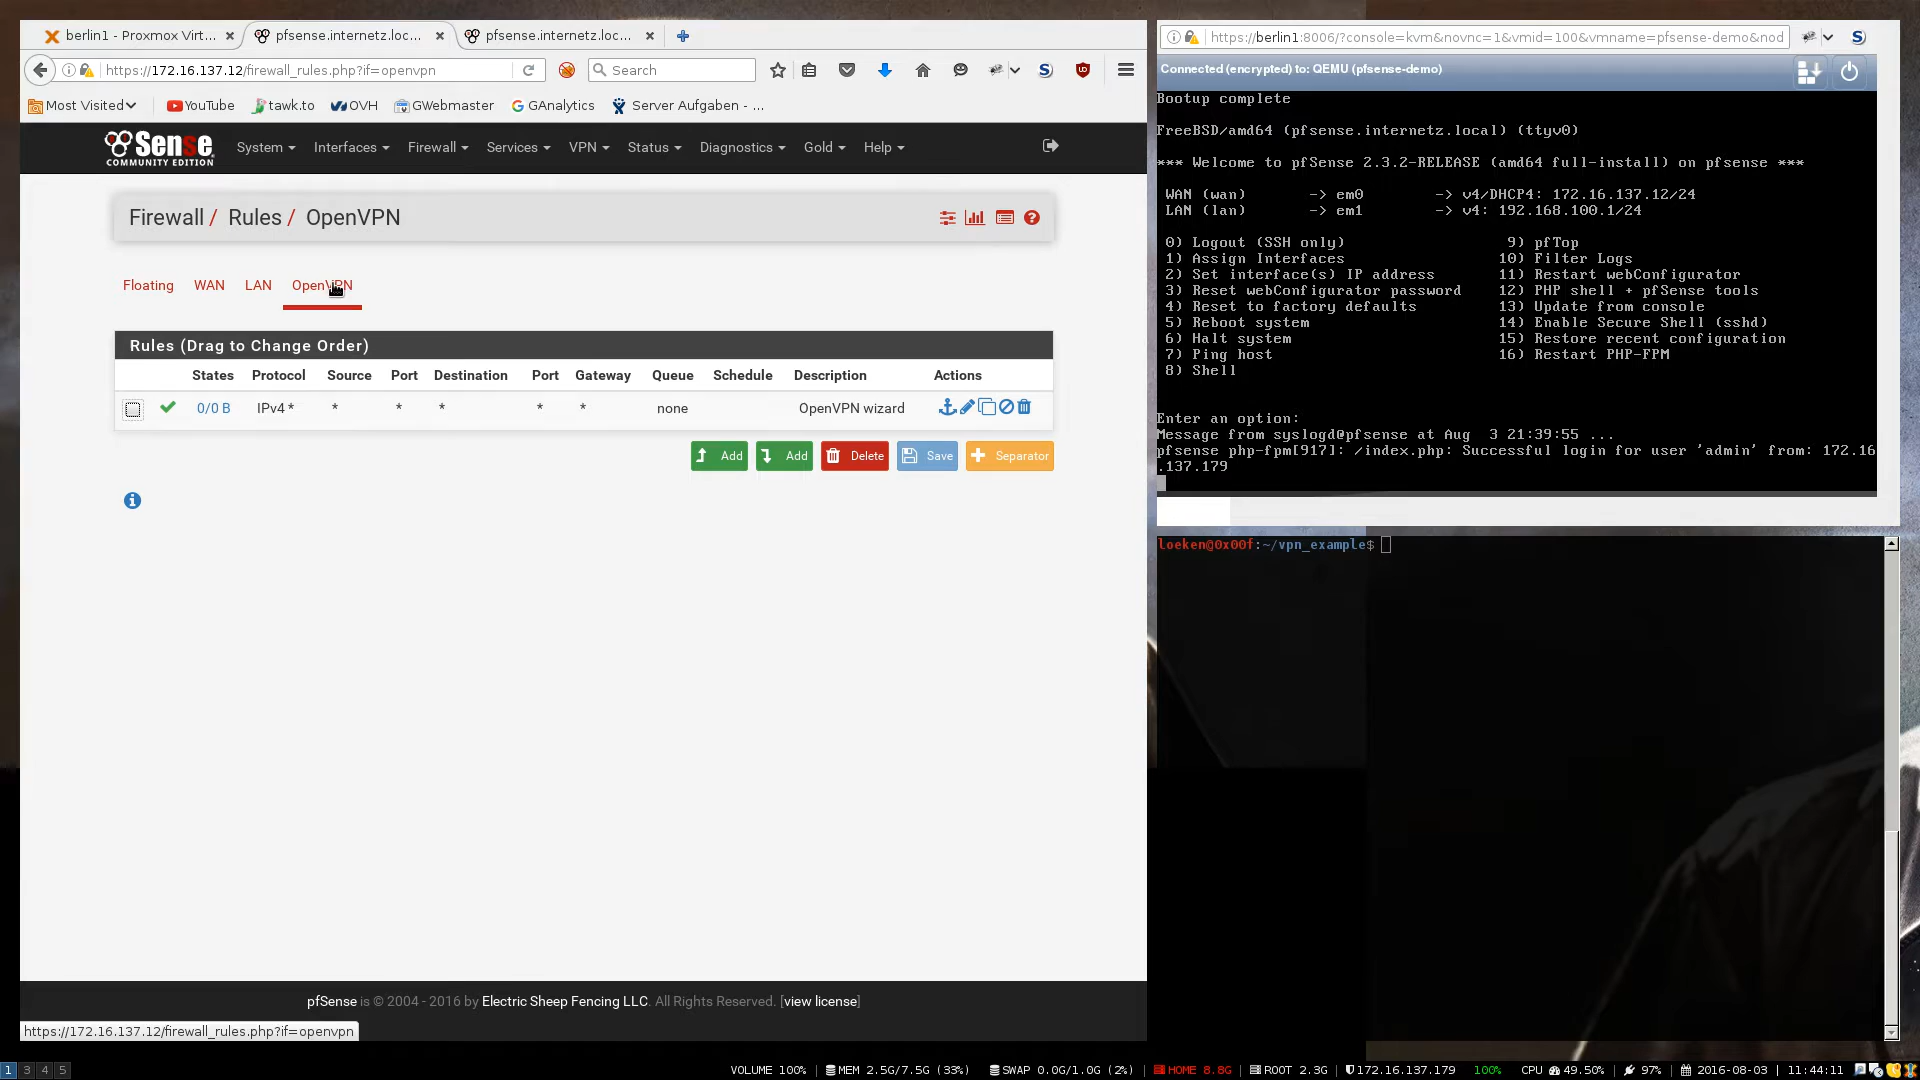 berlin1 - Proxmox Virt... ×
pfsense.internetz.loc... ×
pfsense.internetz.loc... ×
https://172.16.137.12/firewall_rules.php?if=openvpn
Search
Most Visited
YouTube
tawk.to
OVH
GWebmaster
GAnalytics
Server Aufgaben - ...
Sense
COMMUNITY EDITION
System
Interfaces
Firewall
Services
VPN
Status
Diagnostics
Gold
Help
Firewall / Rules / OpenVPN
Floating
WAN
LAN
OpenVPN
Rules (Drag to Change Order)
States Protocol Source Port Destination Port Gateway Queue Schedule Description Actions
0/0 B IPv4 * * * * * * none OpenVPN wizard
Add
Add
Delete
Save
Separator
pfSense is © 2004 - 2016 by Electric Sheep Fencing LLC. All Rights Reserved. [view license]
https://172.16.137.12/firewall_rules.php?if=openvpn
https://berlin1:8006/?console=kvm&novnc=1&vmid=100&vmname=pfsense-demo&nod
Connected (encrypted) to: QEMU (pfsense-demo)
Bootup complete
FreeBSD/amd64 (pfsense.internetz.local) (ttyv0)
*** Welcome to pfSense 2.3.2-RELEASE (amd64 full-install) on pfsense ***
WAN (wan) -> em0 -> v4/DHCP4: 172.16.137.12/24
LAN (lan) -> em1 -> v4: 192.168.100.1/24
0) Logout (SSH only) 9) pfTop
1) Assign Interfaces 10) Filter Logs
2) Set interface(s) IP address 11) Restart webConfigurator
3) Reset webConfigurator password 12) PHP shell + pfSense tools
4) Reset to factory defaults 13) Update from console
5) Reboot system 14) Enable Secure Shell (sshd)
6) Halt system 15) Restore recent configuration
7) Ping host 16) Restart PHP-FPM
8) Shell
Enter an option:
Message from syslogd@pfsense at Aug 3 21:39:55 ...
pfsense php-fpm[917]: /index.php: Successful login for user 'admin' from: 172.16
.137.179
loeken@0x00f:~/vpn_example$
1 3 4 5
VOLUME 100% | MEM 2.5G/7.5G (33%) | SWAP 0.0G/1.0G (2%) | HOME 8.8G | ROOT 2.3G | 172.16.137.179 100% CPU 49.50% | 97% | 2016-08-03 | 11:44:11